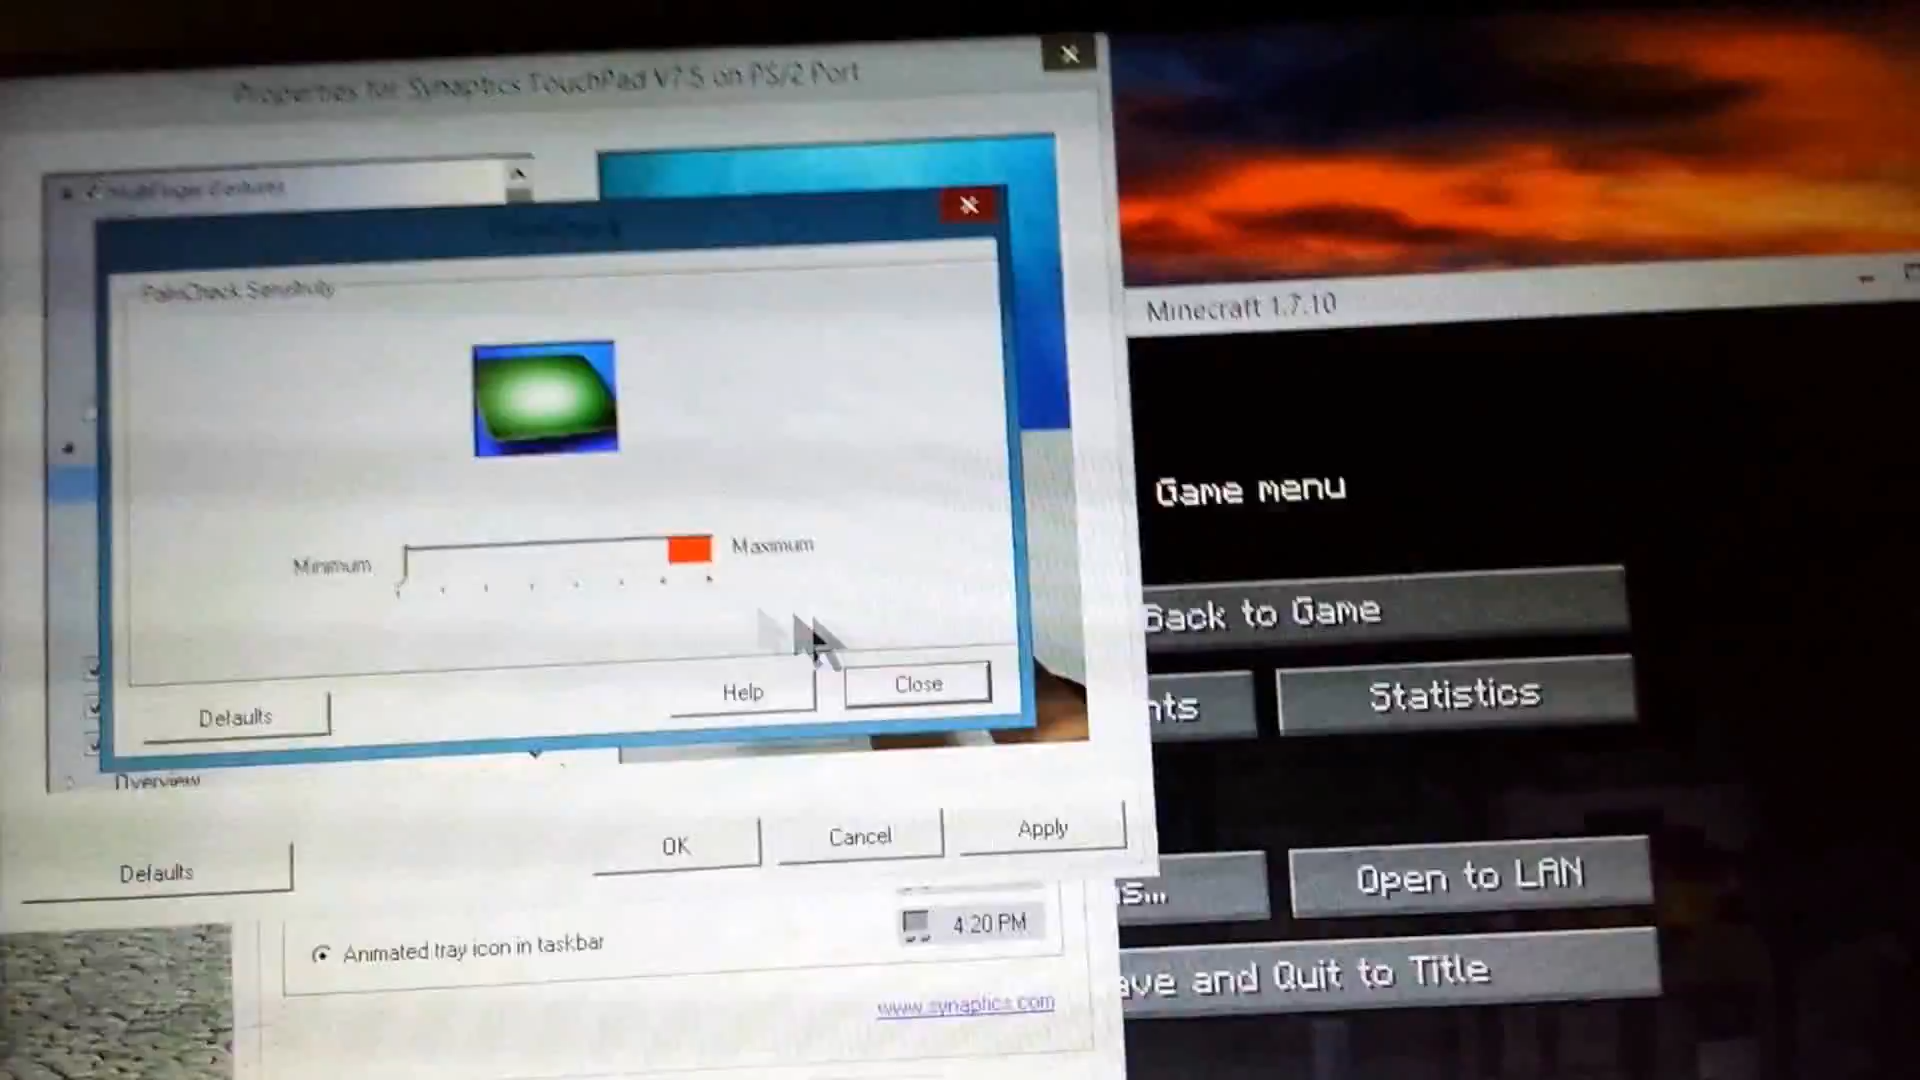 Properties for Synaptics TouchPad V7.5 on PS/2 Port
MultiFinger Gestures
PalmCheck Sensitivity
Minimum
Maximum
Defaults
Help
Close
Overview
OK
Cancel
Apply
Defaults
4:20 PM
Animated tray icon in taskbar
www.synaptics.com
Minecraft 1.7.10
Game menu
Back to Game
nts
Statistics
s...
Open to LAN
ave and Quit to Title